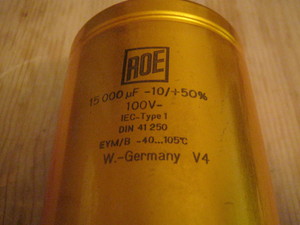 ROE
15 000 µF -10/+50%
100V-
IEC-Type 1
DIN 41 250
EYM/B -40...105℃
W.-Germany V4